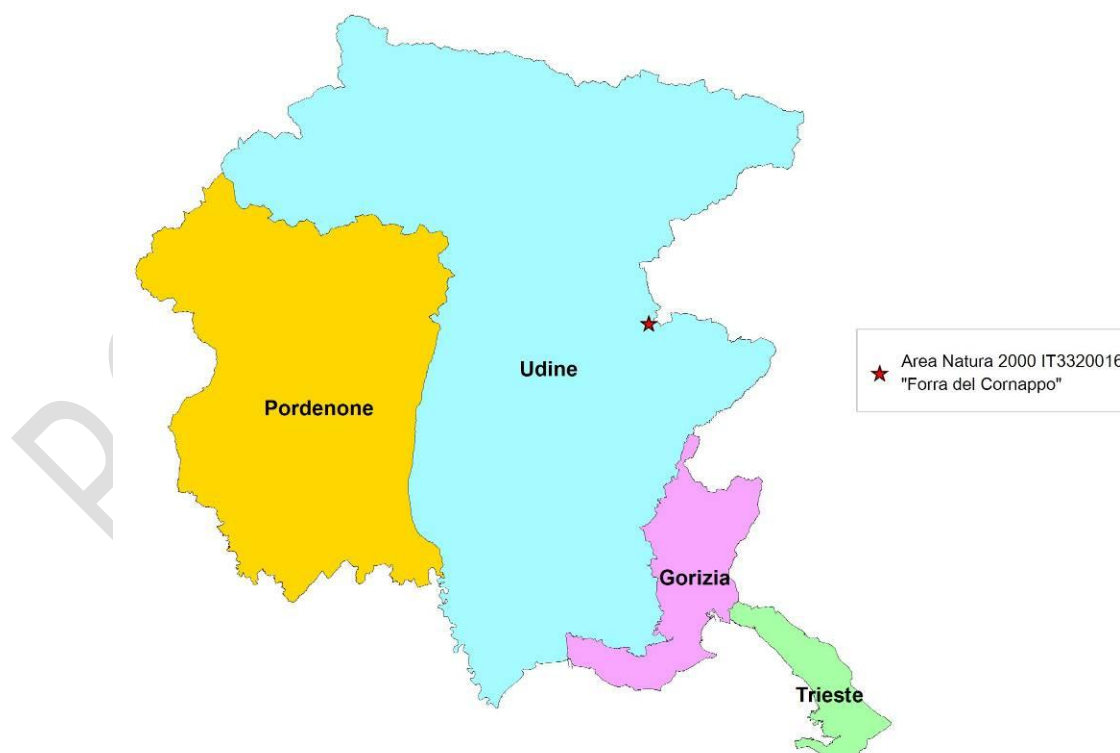 Udine
Pordenone
Area Natura 2000 IT3320016
"Forra del Cornappo"
Gorizia
Trieste